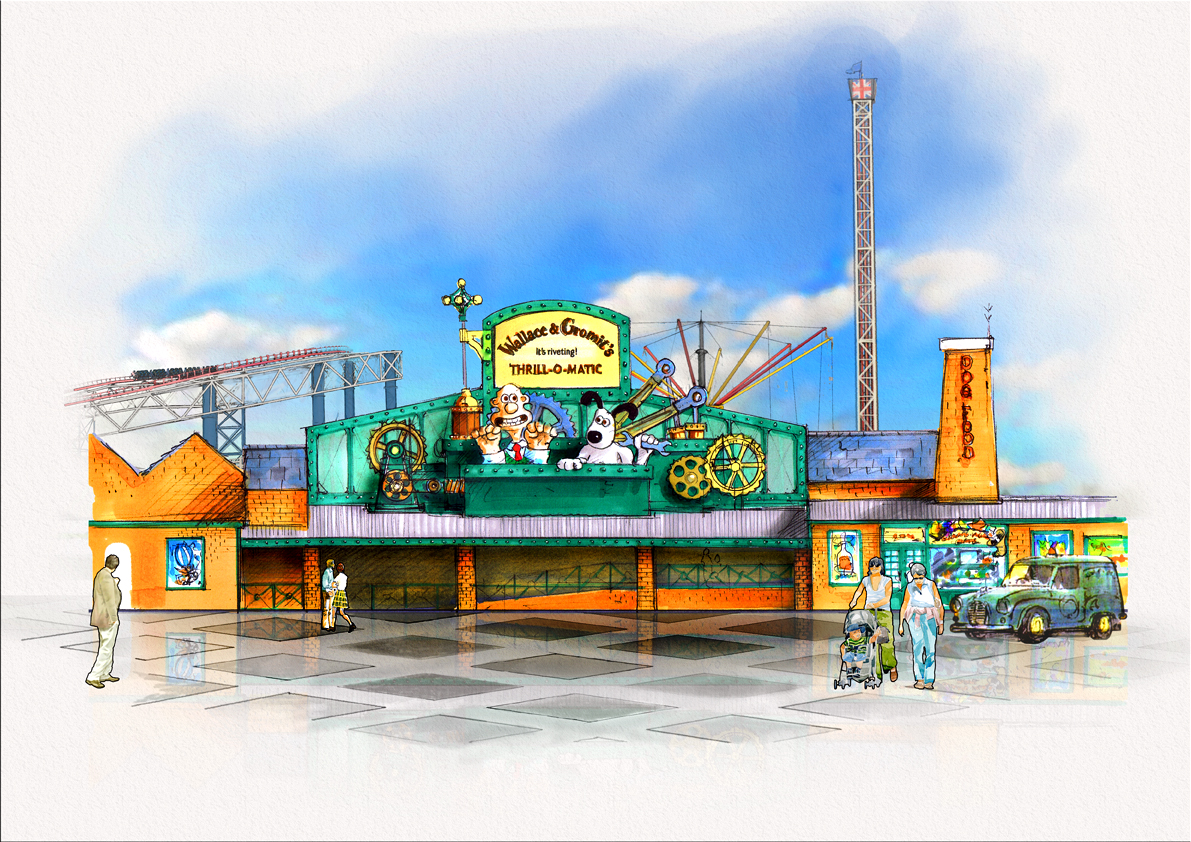 Wallace & Gromit's
It's riveting!
THRILL-O-MATIC
DOG FOOD